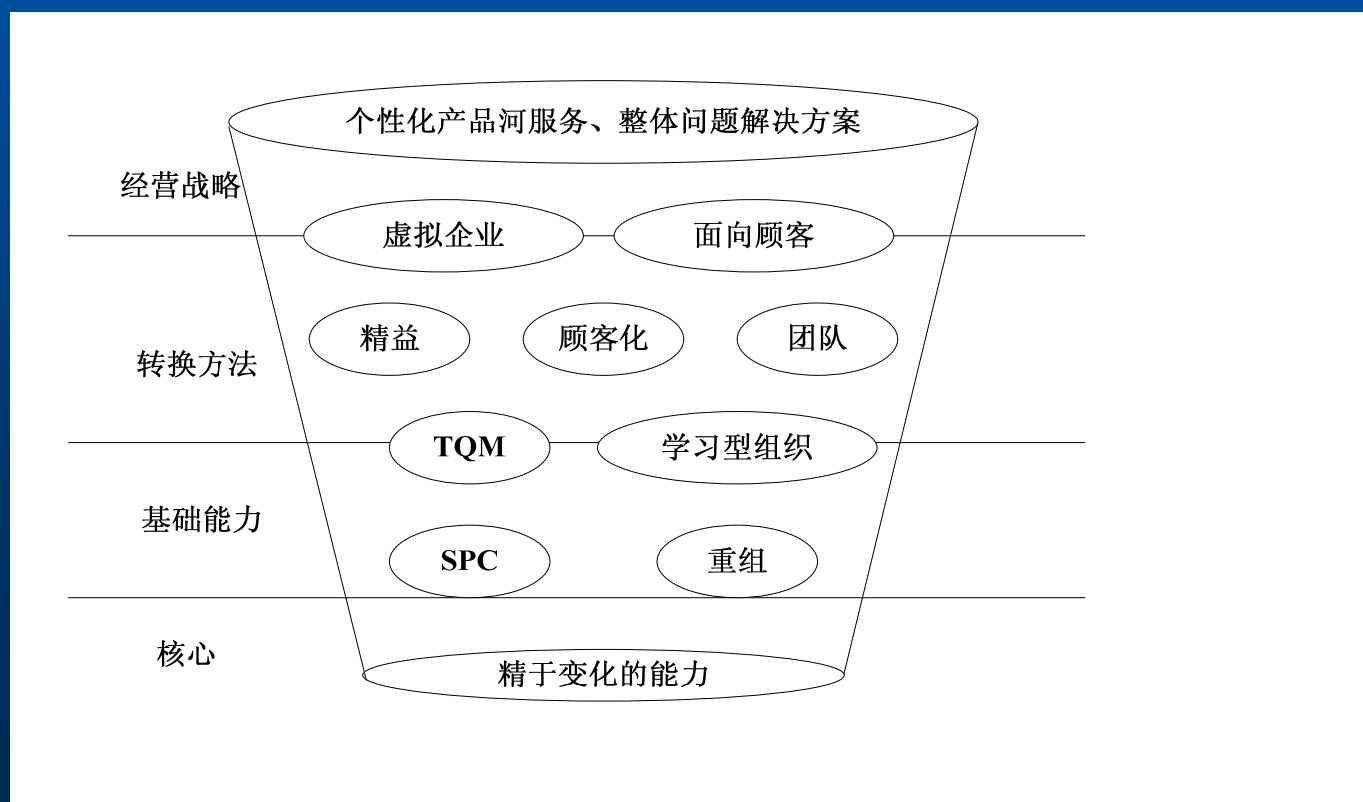 个性化产品河服务、整体问题解决方案
经营战略
虚拟企业
面向顾客
精益
顾客化
团队
转换方法
TQM
学习型组织
基础能力
SPC
重组
核心
精于变化的能力